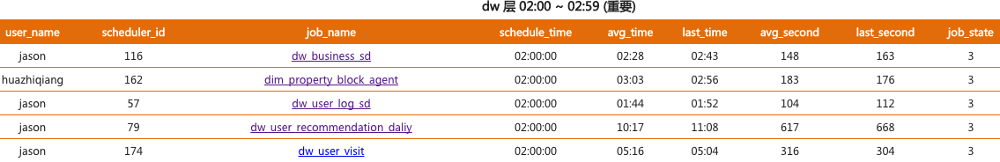 dw 层 02:00 ~ 02:59 (重要)
user_name scheduler_id job_name schedule_time avg_time last_time avg_second last_second job_state
jason 116 dw_business_sd 02:00:00 02:28 02:43 148 163 3
huazhiqiang 162 dim_property_block_agent 02:00:00 03:03 02:56 183 176 3
jason 57 dw_user_log_sd 02:00:00 01:44 01:52 104 112 3
jason 79 dw_user_recommendation_daliy 02:00:00 10:17 11:08 617 668 3
jason 174 dw_user_visit 02:00:00 05:16 05:04 316 304 3